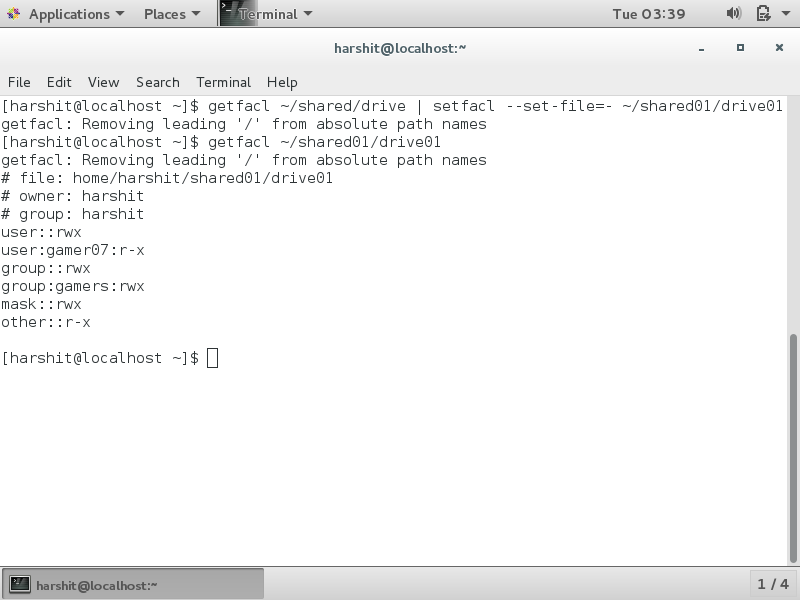 Applications Places Terminal Tue 03:39
harshit@localhost:~
File Edit View Search Terminal Help
[harshit@localhost ~]$ getfacl ~/shared/drive | setfacl --set-file=- ~/shared01/drive01
getfacl: Removing leading '/' from absolute path names
[harshit@localhost ~]$ getfacl ~/shared01/drive01
getfacl: Removing leading '/' from absolute path names
# file: home/harshit/shared01/drive01
# owner: harshit
# group: harshit
user::rwx
user:gamer07:r-x
group::rwx
group:gamers:rwx
mask::rwx
other::r-x
[harshit@localhost ~]$
harshit@localhost:~ 1 / 4